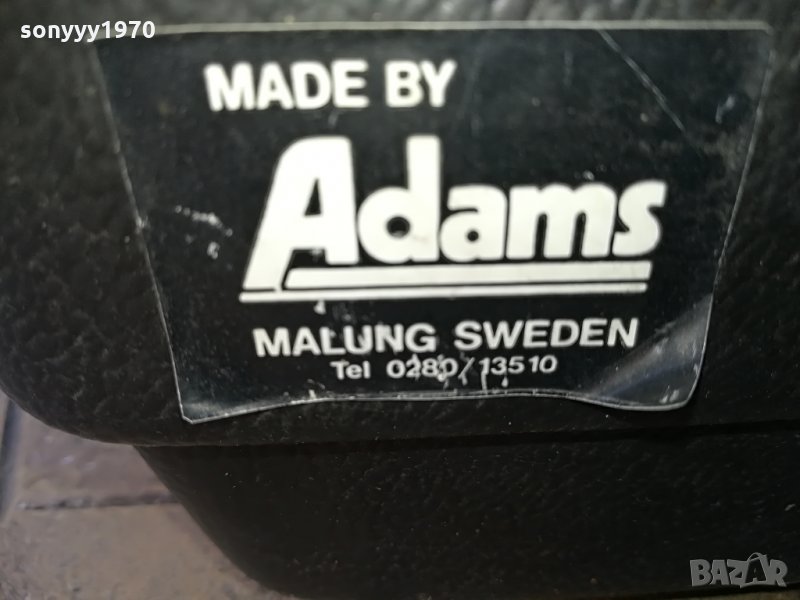 sonyyy1970
MADE BY
Adams
MALUNG SWEDEN
Tel 0280/13510
BAZAR